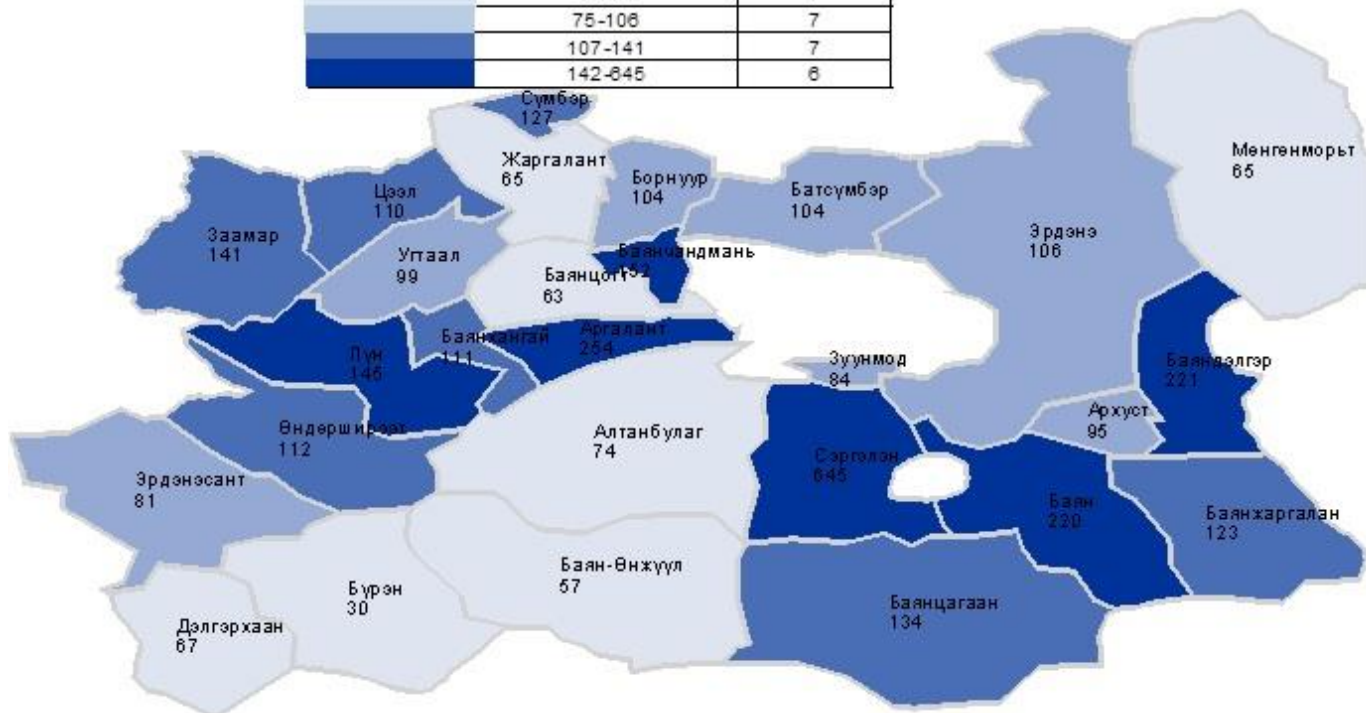 75-106 7
107-141 7
142-645 6
Сүмбэр
127
Жаргалант
65
Мөнгөнморьт
65
Борнуур
104
Батсүмбэр
104
Цээл
110
Заамар
141
Угтаал
99
Эрдэнэ
106
Баянчандмань
152
Баянцогт
63
Баянхангай
111
Аргалант
254
Лүн
146
Зуунмод
84
Баяндэлгэр
221
Архуст
95
Өндөрширээт
112
Алтанбулаг
74
Сэргэлэн
645
Эрдэнэсант
81
Баян
220
Баянжаргалан
123
Баян-Өнжүүл
57
Бүрэн
30
Баянцагаан
134
Дэлгэрхаан
67